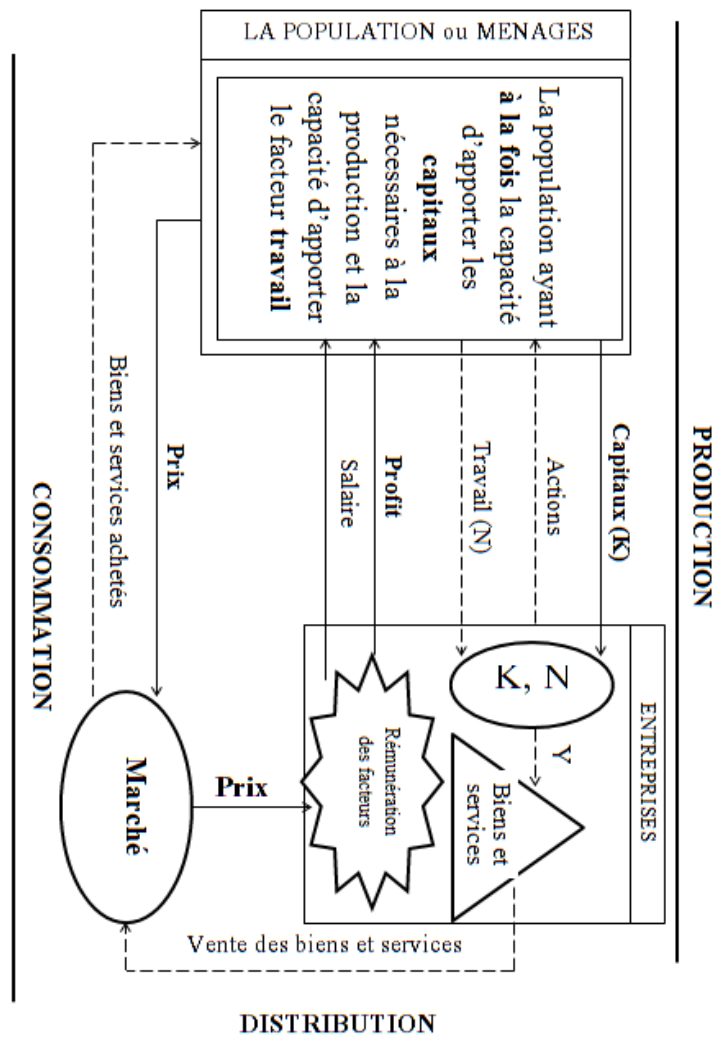 LA POPULATION ou MENAGES
La population ayant
à la fois la capacité
d'apporter les
capitaux
nécessaires à la
production et la
capacité d'apporter
le facteur travail
PRODUCTION
Capitaux (K)
Actions
Travail (N)
Profit
Salaire
Prix
Biens et services achetés
CONSOMMATION
ENTREPRISES
K, N
Y
Biens et
services
Rémunération
des facteurs
Prix
Marché
Vente des biens et services
DISTRIBUTION